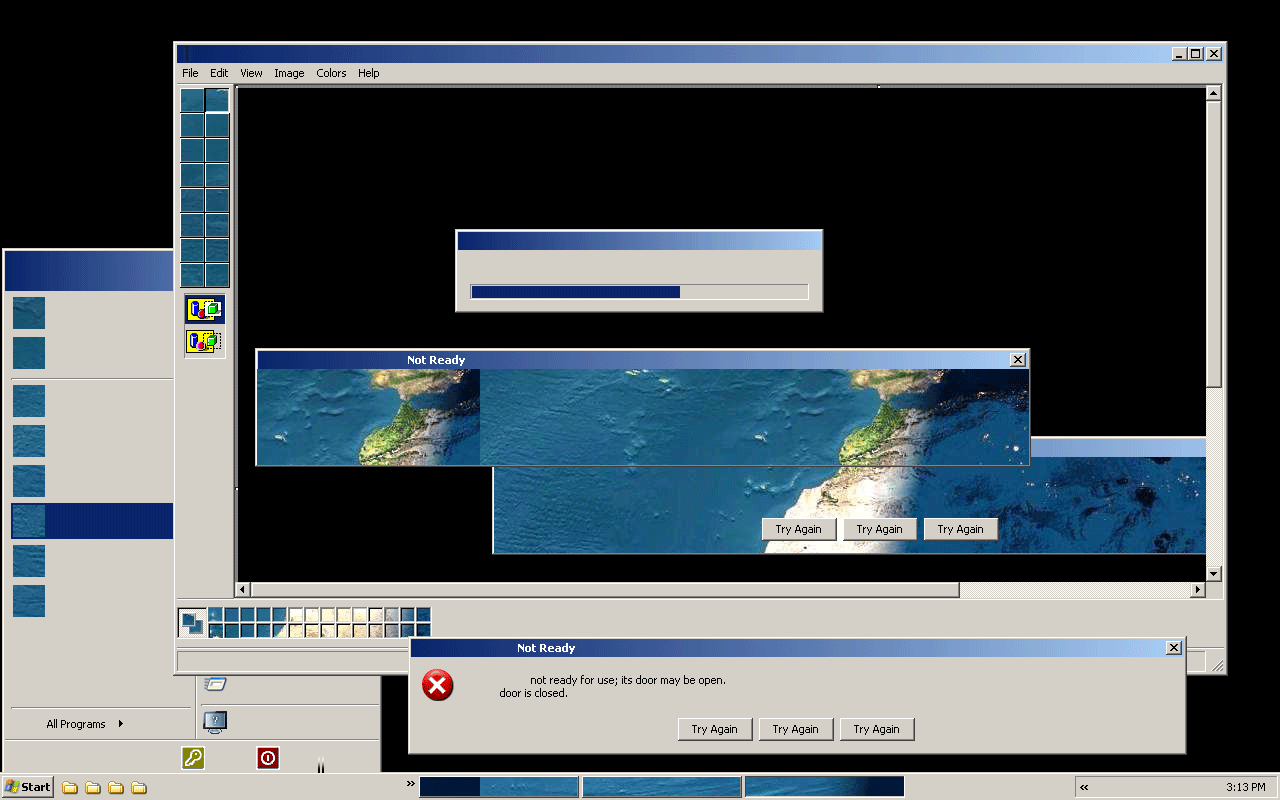 File Edit View Image Colors Help
Not Ready
Try Again Try Again Try Again
Not Ready
not ready for use; its door may be open.
door is closed.
Try Again Try Again Try Again
All Programs
Start
3:13 PM